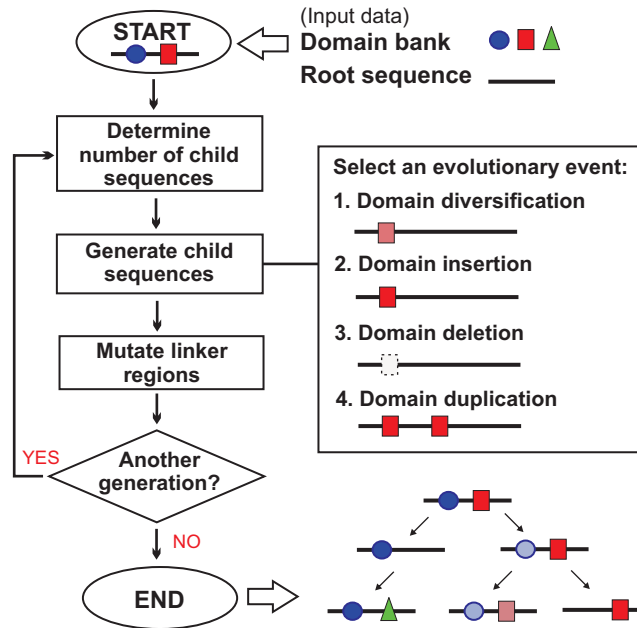 START
(Input data)
Domain bank
Root sequence
Determine
number of child
sequences
Generate child
sequences
Mutate linker
regions
Another
generation?
YES
NO
END
Select an evolutionary event:
1. Domain diversification
2. Domain insertion
3. Domain deletion
4. Domain duplication